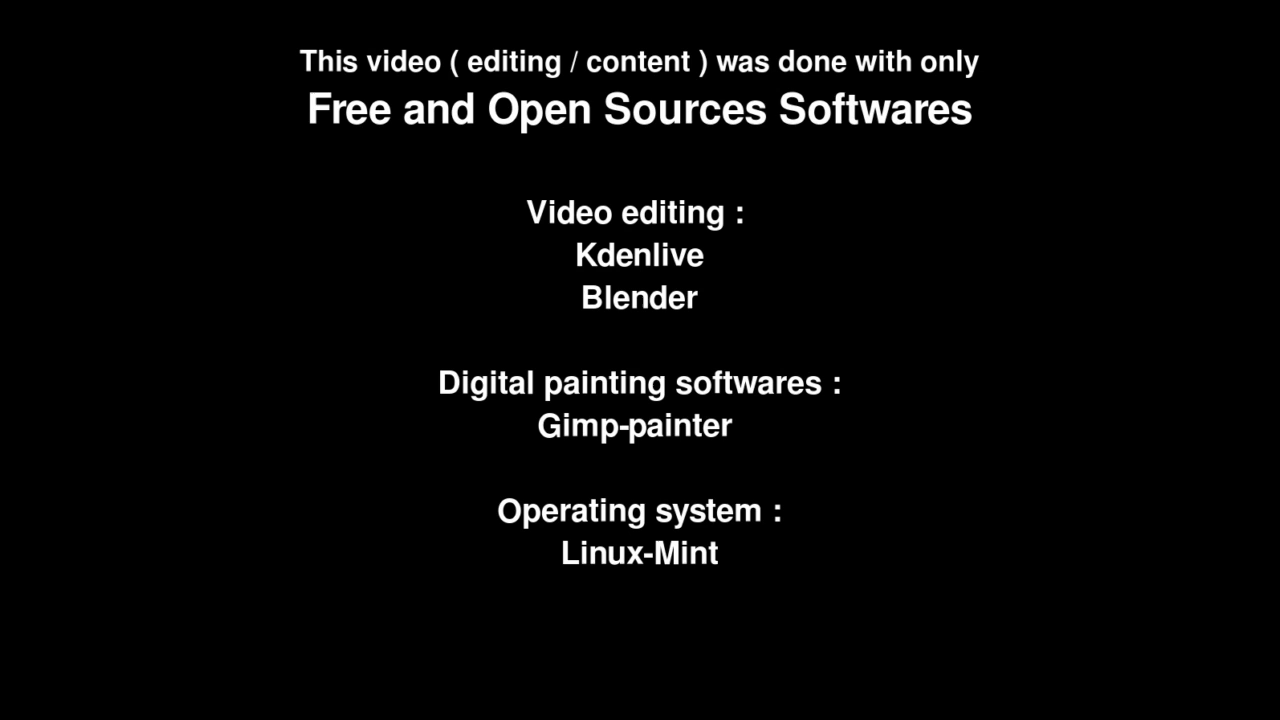 This video ( editing / content ) was done with only
Free and Open Sources Softwares
Video editing :
Kdenlive
Blender
Digital painting softwares :
Gimp-painter
Operating system :
Linux-Mint